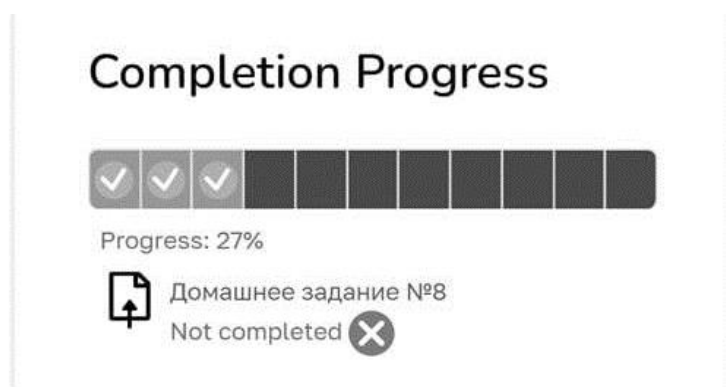 Completion Progress
Progress: 27%
Домашнее задание №8
Not completed